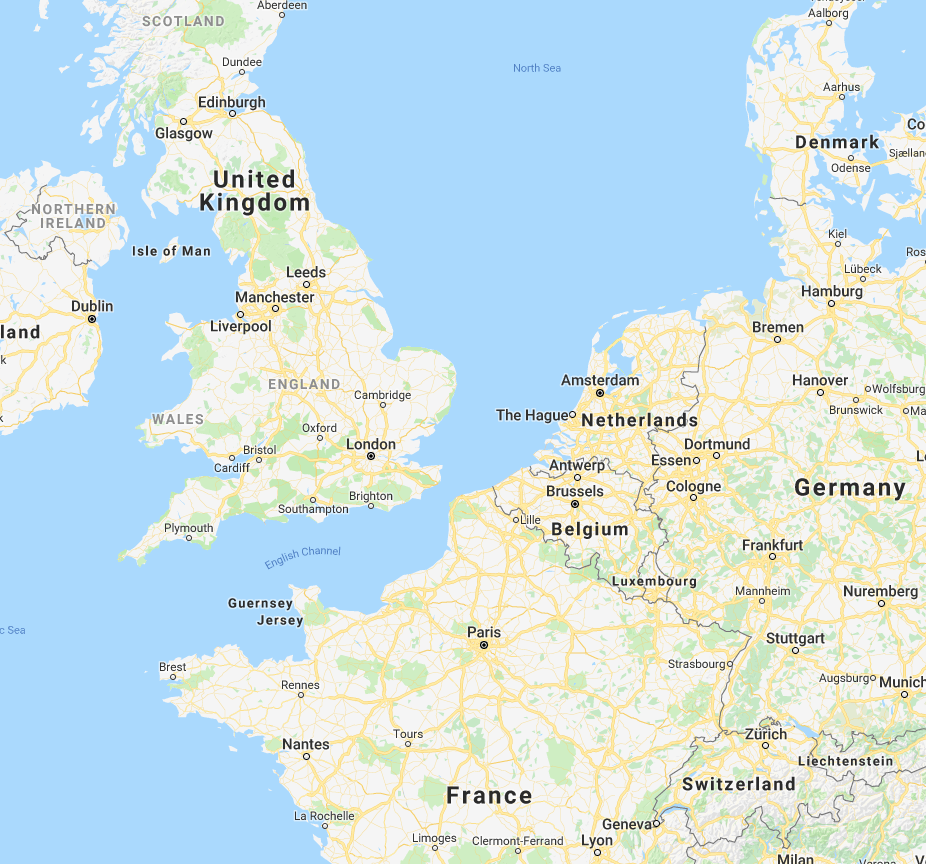 Aberdeen
Aalborg
SCOTLAND
Dundee
North Sea
Aarhus
Edinburgh
Glasgow
Co
Denmark
Sjælland
Odense
United
Kingdom
NORTHERN
IRELAND
Kiel
Isle of Man
Ros
Lübeck
Leeds
Hamburg
Manchester
Dublin
Liverpool
Bremen
land
k
Amsterdam
Hanover
Wolfsburg
ENGLAND
Cambridge
Brunswick
Ma
The Hague
Netherlands
WALES
Oxford
London
Dortmund
Bristol
Essen
L
Cardiff
Antwerp
Cologne
Germany
Brussels
Brighton
Southampton
Lille
Plymouth
Belgium
English Channel
Frankfurt
Luxembourg
Mannheim
Nuremberg
Guernsey
Jersey
c Sea
Paris
Stuttgart
Strasbourg
Brest
Augsburg
Munich
Rennes
Tours
Zürich
Nantes
Liechtenstein
Switzerland
France
La Rochelle
Geneva
Limoges
Clermont-Ferrand
Lyon
Milan
Verona
V